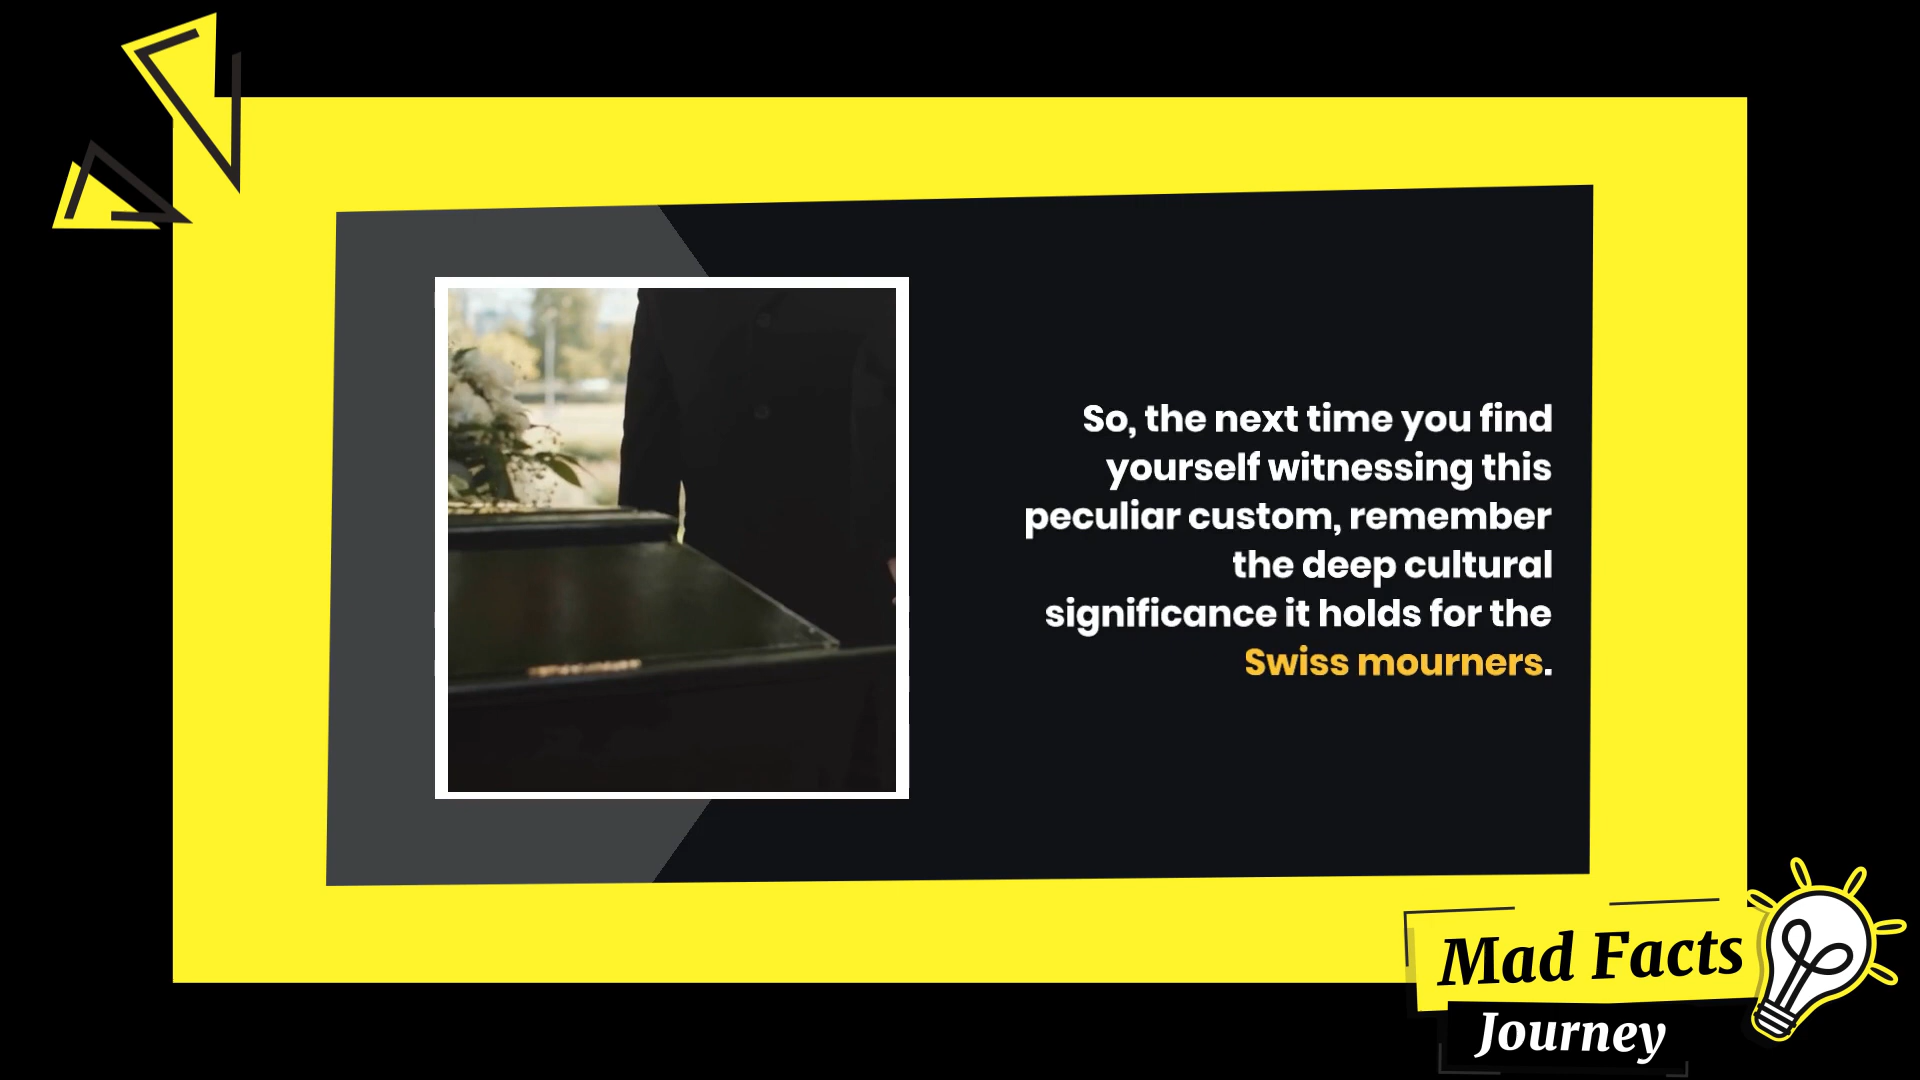 So, the next time you find
yourself witnessing this
peculiar custom, remember
the deep cultural
significance it holds for the
Swiss mourners.
Mad Facts
Journey